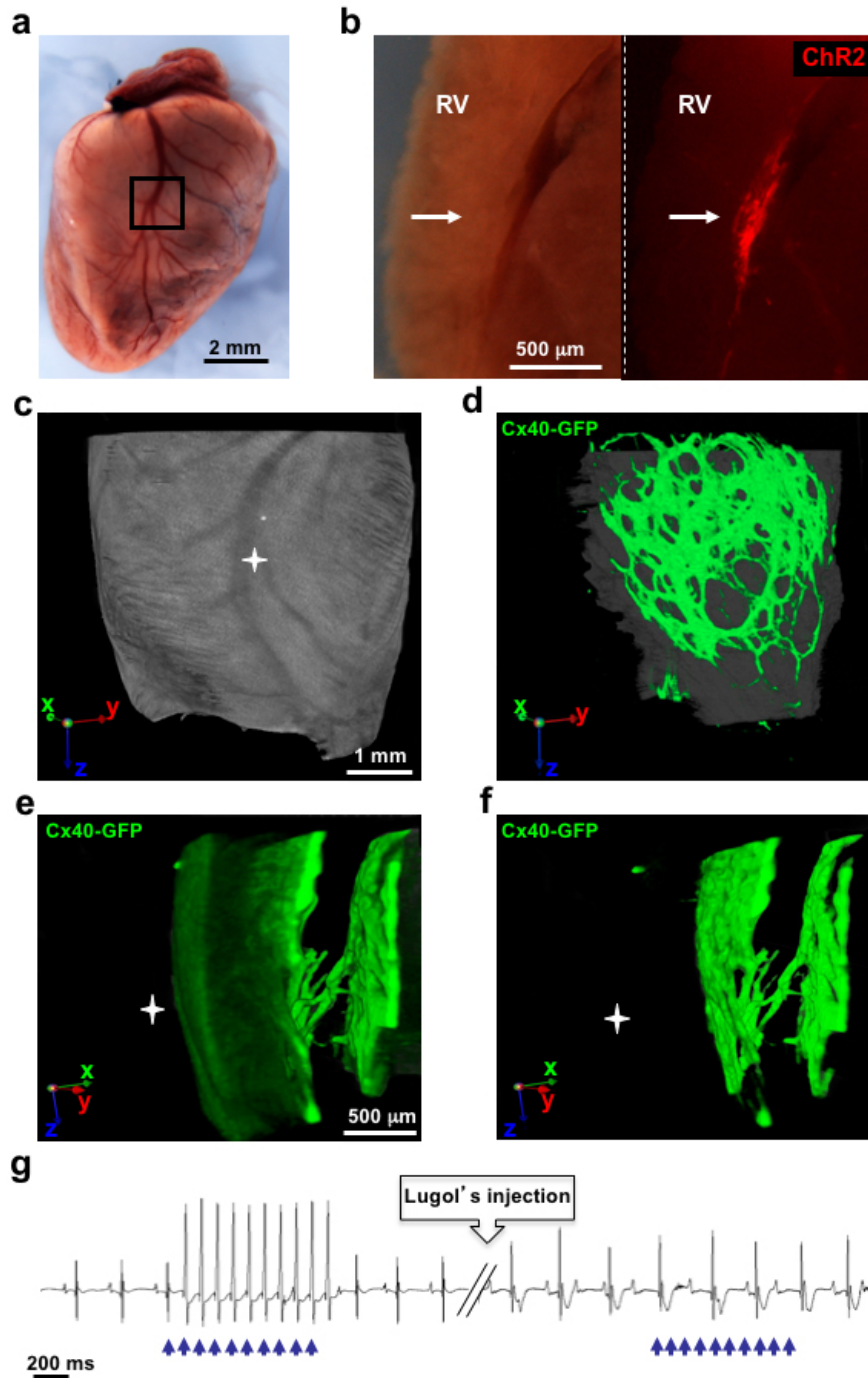 a
b
ChR2
RV
RV
2 mm
500 µm
c
d
Cx40-GFP
x
y
z
1 mm
x
y
z
e
f
Cx40-GFP
Cx40-GFP
x
y
z
500 µm
x
y
z
g
Lugol's injection
200 ms